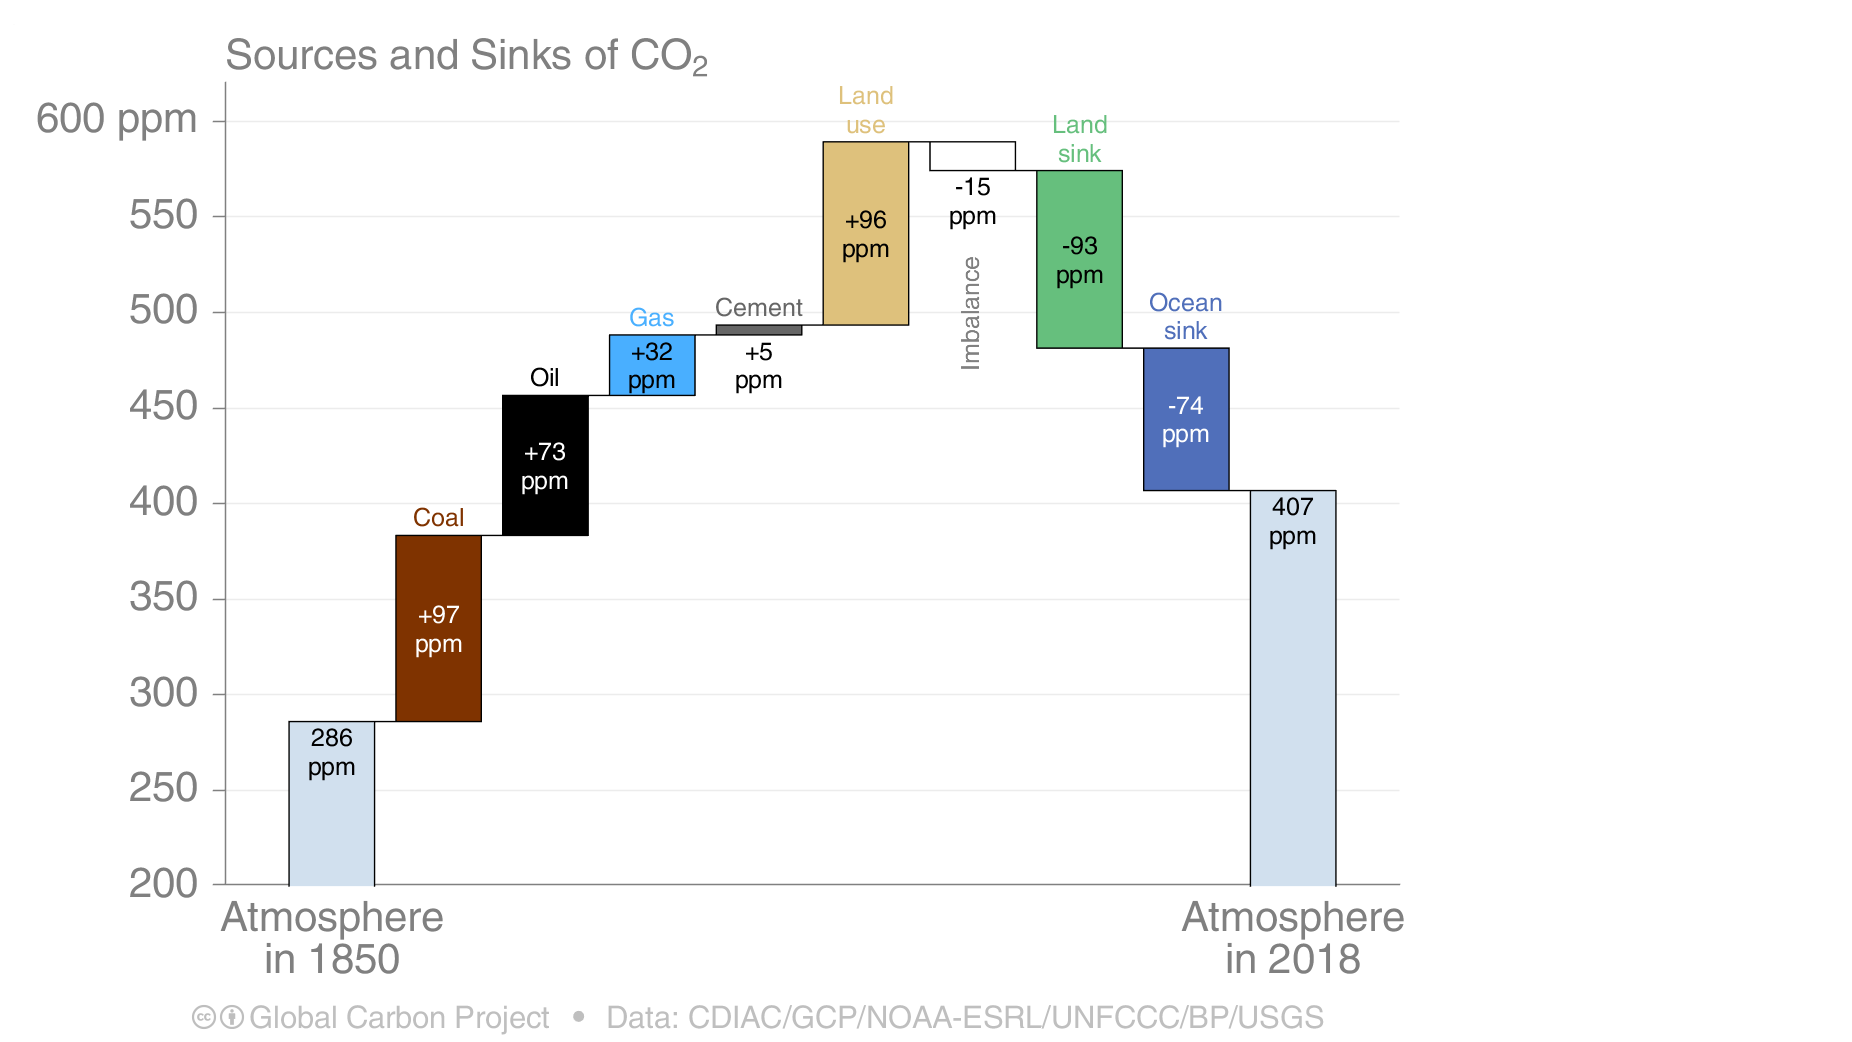 Sources and Sinks of CO₂
600 ppm
550
500
450
400
350
300
250
200
286
ppm
Coal
+97
ppm
Oil
+73
ppm
Gas
+32
ppm
Cement
+5
ppm
Land
use
+96
ppm
-15
ppm
Imbalance
Land
sink
-93
ppm
Ocean
sink
-74
ppm
407
ppm
Atmosphere
in 1850
Atmosphere
in 2018
cc Global Carbon Project • Data: CDIAC/GCP/NOAA-ESRL/UNFCCC/BP/USGS